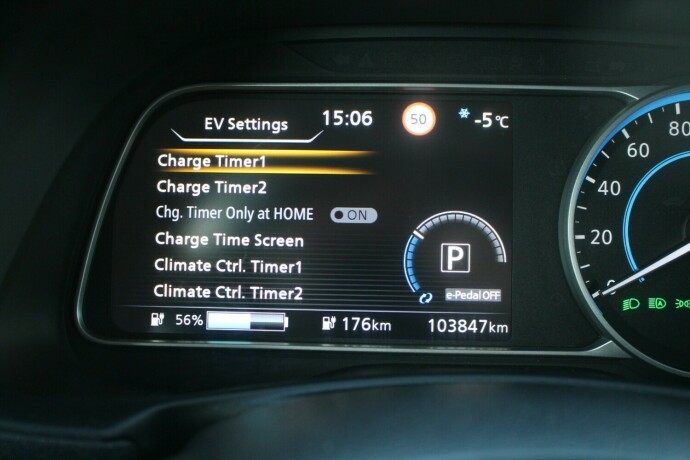 EV Settings 15:06 50 -5°C
Charge Timer1
Charge Timer2
Chg. Timer Only at HOME ON
Charge Time Screen
Climate Ctrl. Timer1
Climate Ctrl. Timer2
P
e-Pedal OFF
56% 176km 103847km
80
60
40
20
0